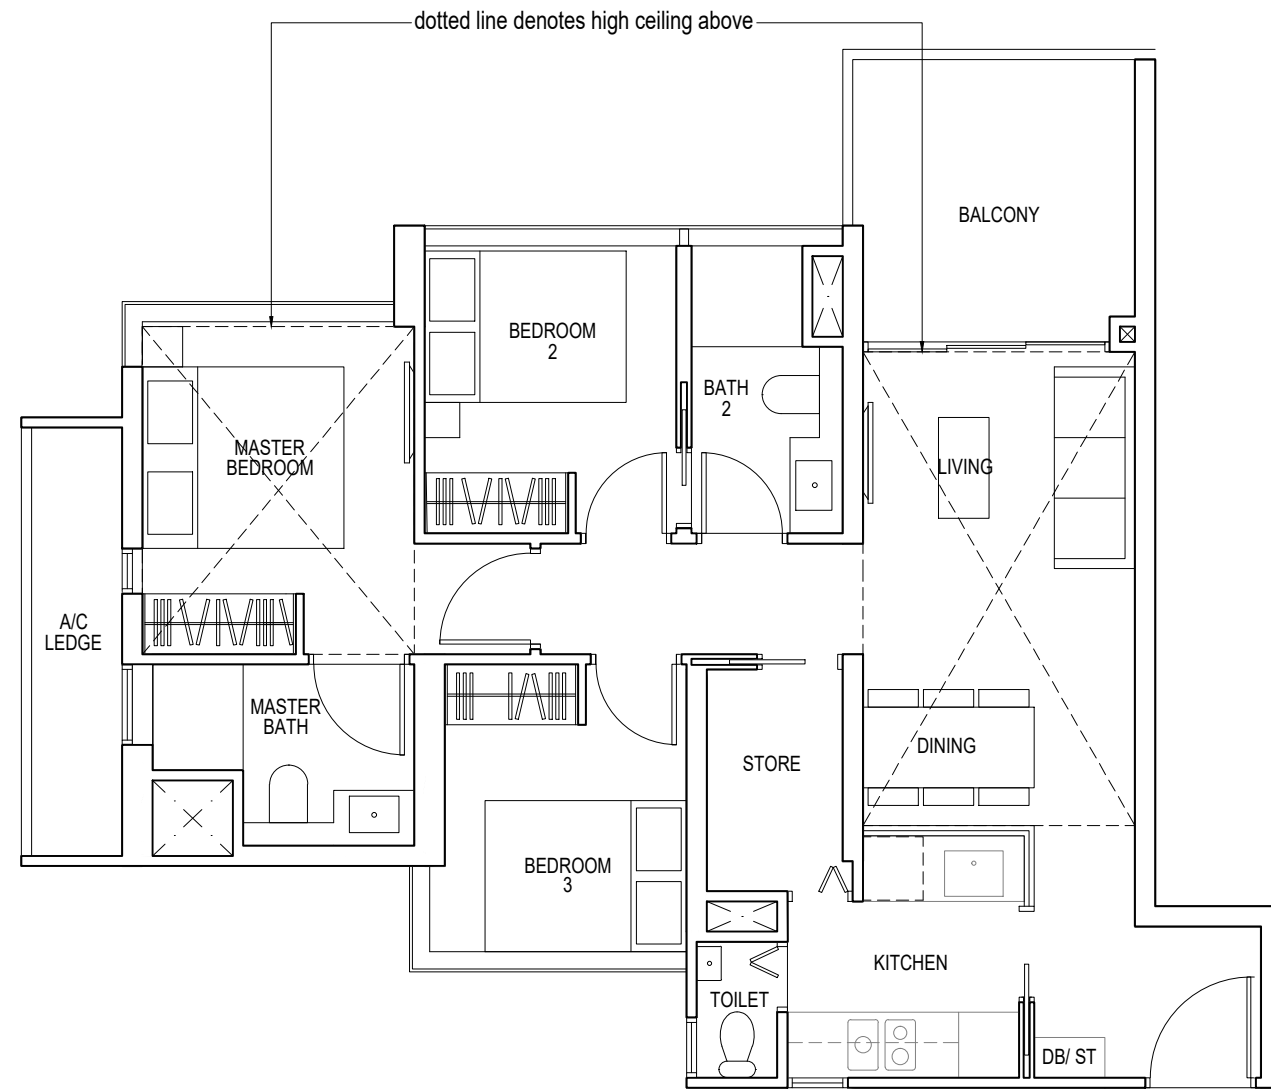 dotted line denotes high ceiling above
BALCONY
BEDROOM
2
BATH
2
MASTER
BEDROOM
LIVING
A/C
LEDGE
MASTER
BATH
STORE
DINING
BEDROOM
3
KITCHEN
TOILET
DB/ ST